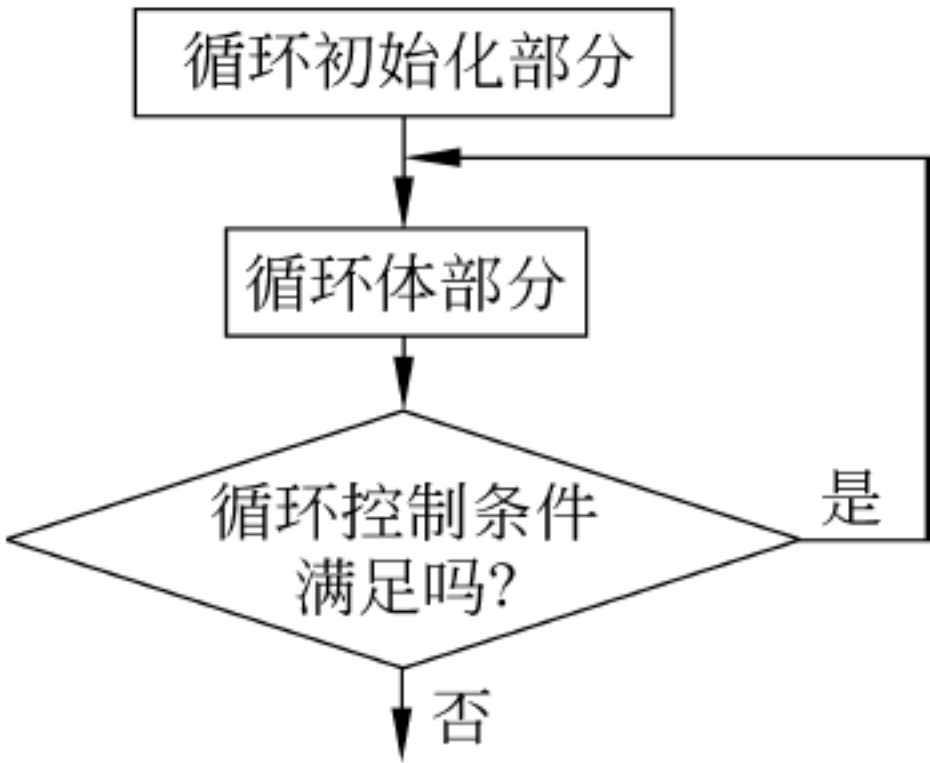 循环初始化部分
循环体部分
循环控制条件
满足吗?
是
否